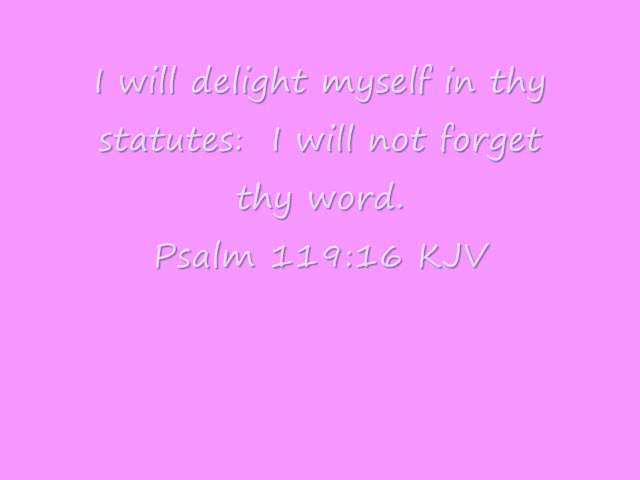 I will delight myself in thy
statutes:  I will not forget
thy word.
Psalm 119:16 KJV